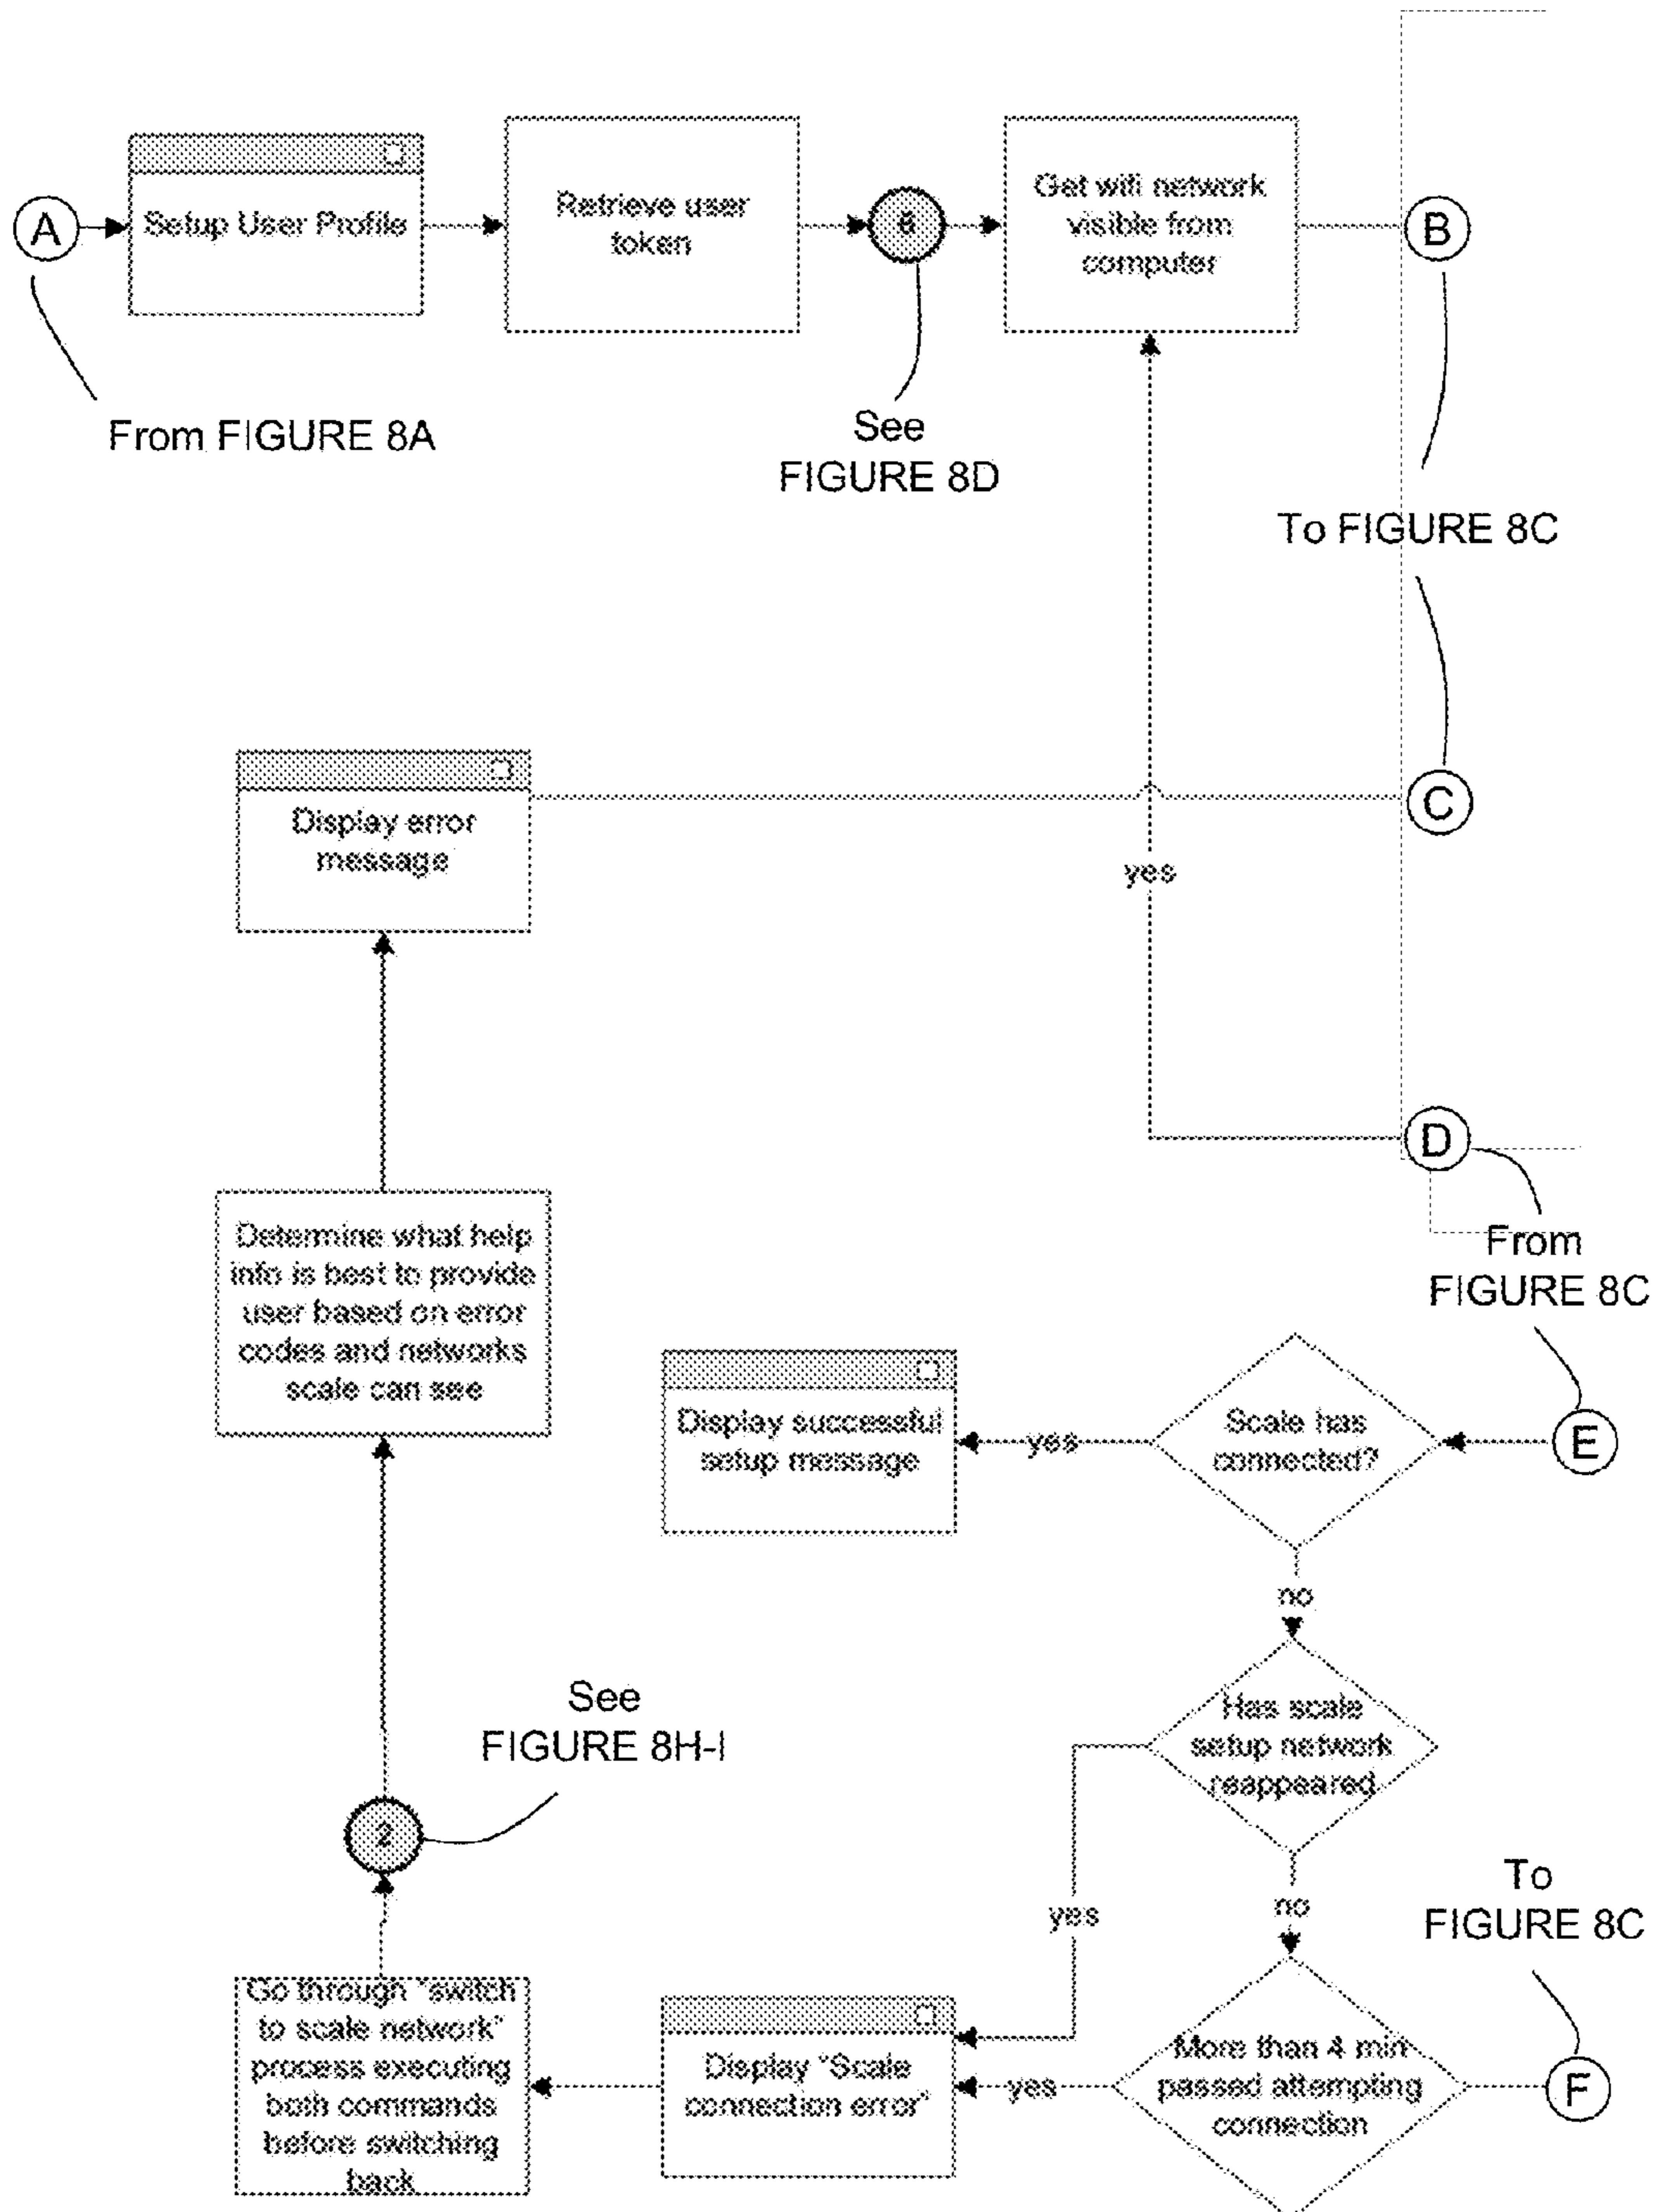 A
Setup User Profile
Retrieve user
token
6
Get wifi network
visible from
computer
B
From FIGURE 8A
See
FIGURE 8D
To FIGURE 8C
Display error
message
C
yes
D
From
FIGURE 8C
Determine what help
info is best to provide
user based on error
codes and networks
scale can see
Display successful
setup message
yes
Scale has
connected?
E
no
Has scale
setup network
reappeared
See
FIGURE 8H-I
2
yes
no
To
FIGURE 8C
Go through "switch
to scale network"
process executing
both commands
before switching
back
Display "Scale
connection error"
yes
More than 4 min
passed attempting
connection
F